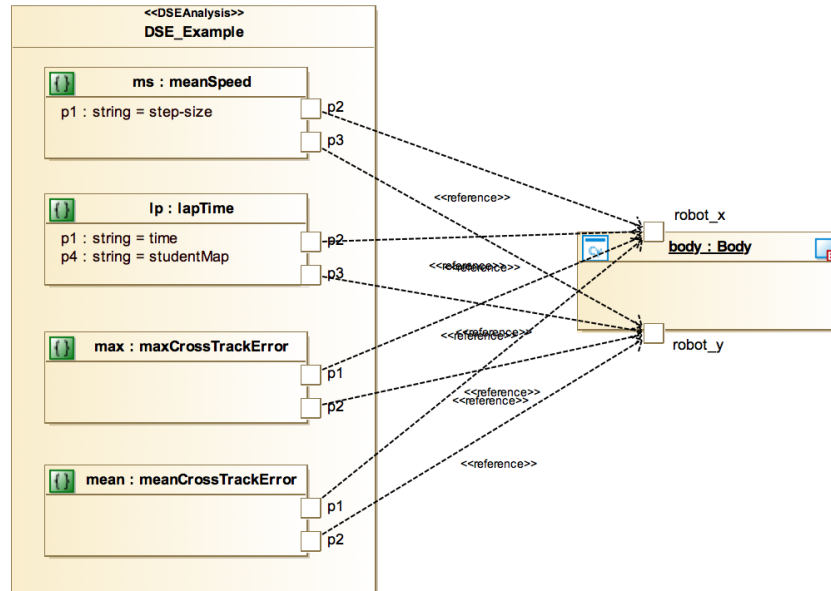 <<DSEAnalysis>>
DSE_Example
ms : meanSpeed
p1 : string = step-size
p2
p3
lp : lapTime
p1 : string = time
p4 : string = studentMap
p2
p3
max : maxCrossTrackError
p1
p2
mean : meanCrossTrackError
p1
p2
<<reference>>
<<reference>>
<<reference>>
<<reference>>
<<reference>>
<<reference>>
<<reference>>
<<reference>>
robot_x
body : Body
robot_y